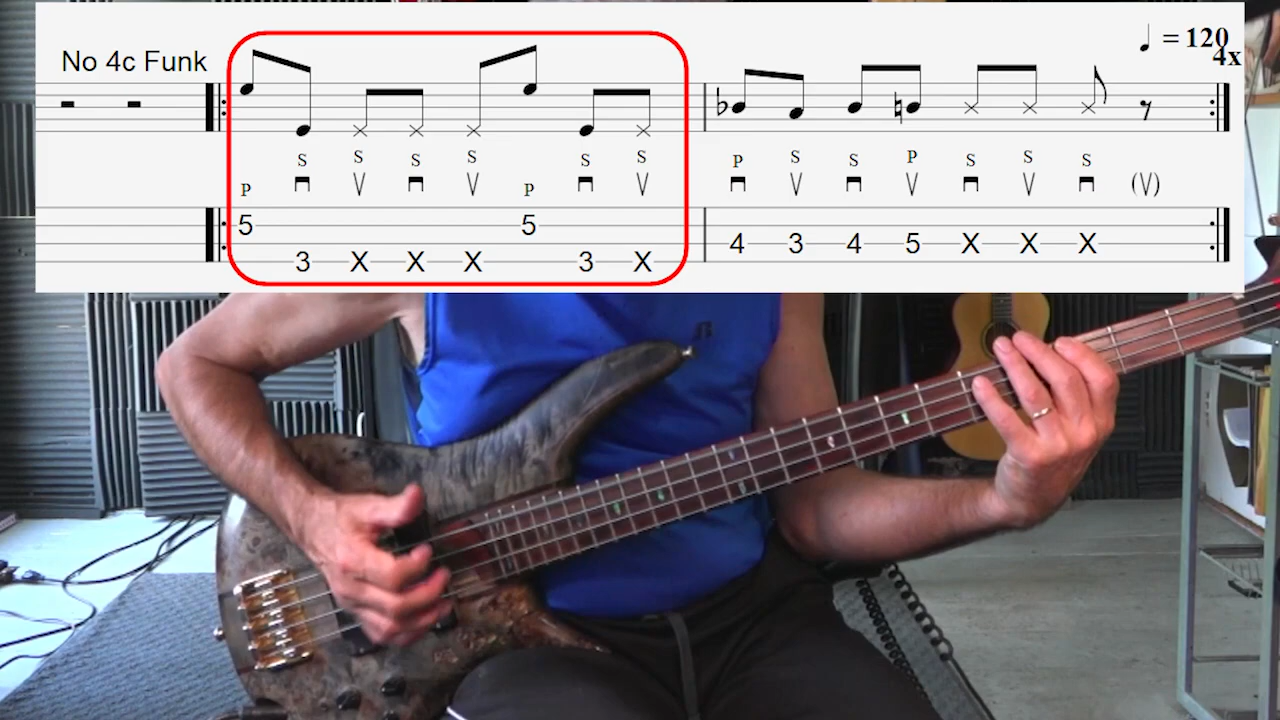 ♩ = 120
No 4c Funk
4x
S S S S S P S S P S S S
P P
(V)
5 5
4 3 4 5 X X X
3 X X X 3 X